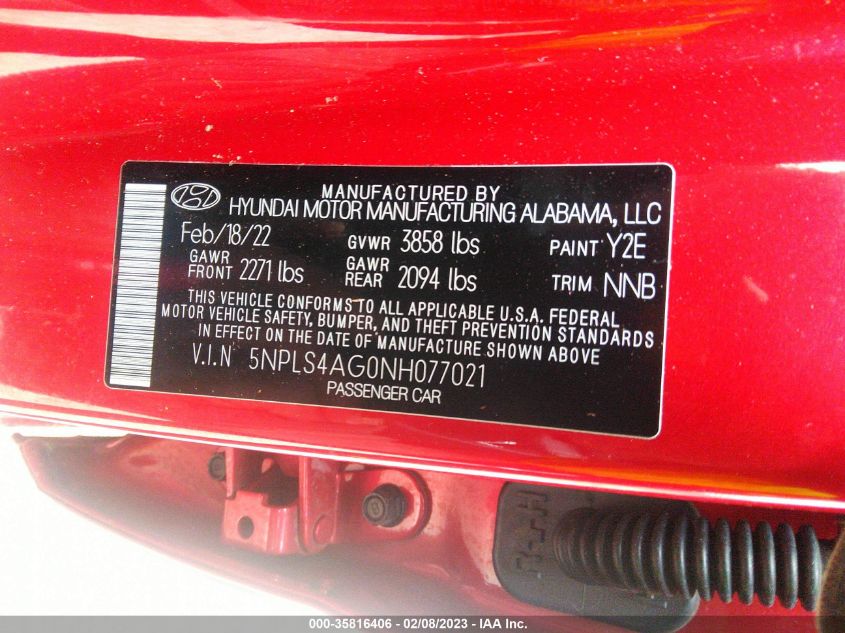 MANUFACTURED BY
HYUNDAI MOTOR MANUFACTURING ALABAMA, LLC
Feb/18/22 GVWR 3858 lbs PAINT Y2E
GAWR FRONT 2271 lbs GAWR REAR 2094 lbs TRIM NNB
THIS VEHICLE CONFORMS TO ALL APPLICABLE U.S.A. FEDERAL
MOTOR VEHICLE SAFETY, BUMPER, AND THEFT PREVENTION STANDARDS
IN EFFECT ON THE DATE OF MANUFACTURE SHOWN ABOVE
V.I.N 5NPLS4AG0NH077021
PASSENGER CAR
000-35816406 - 02/08/2023 - IAA Inc.